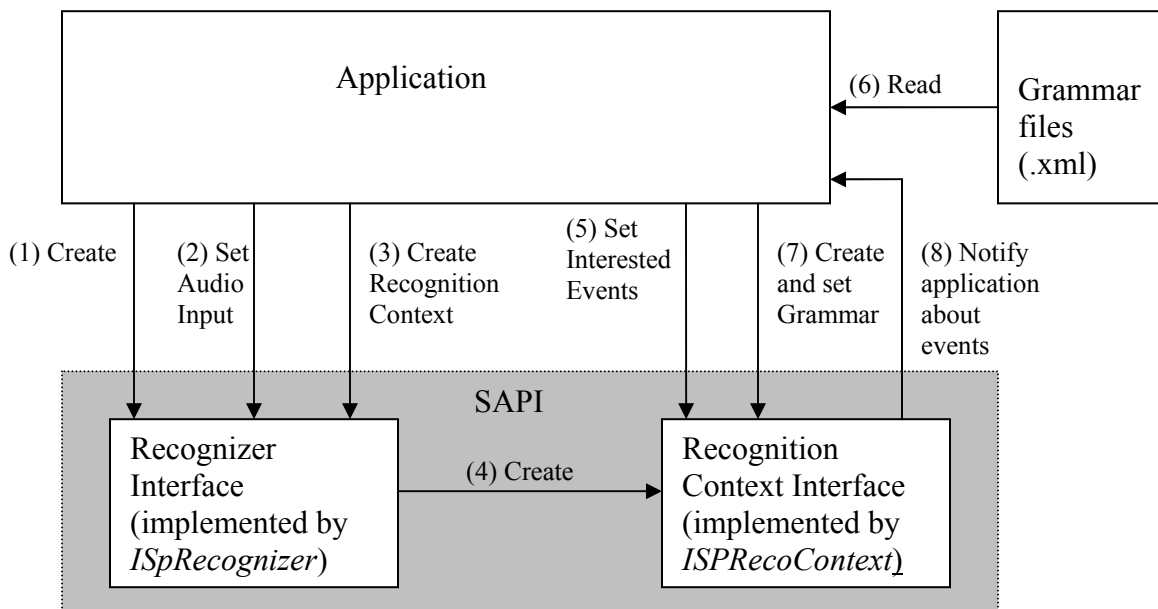 Application
(6) Read
Grammar
files
(.xml)
(1) Create
(2) Set
Audio
Input
(3) Create
Recognition
Context
(5) Set
Interested
Events
(7) Create
and set
Grammar
(8) Notify
application
about
events
SAPI
Recognizer
Interface
(implemented by
ISpRecognizer)
(4) Create
Recognition
Context Interface
(implemented by
ISPRecoContext)